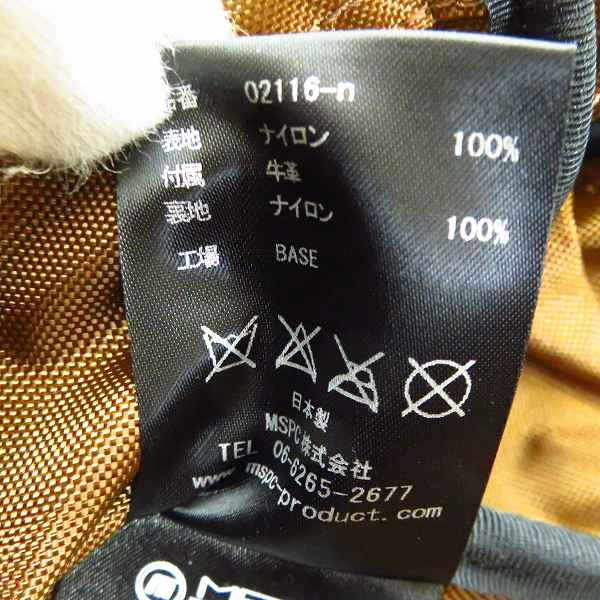 品番 02116-n
表地 ナイロン 100%
付属 牛革
裏地 ナイロン 100%
工場 BASE
日本製
MSPC株式会社
TEL 06-6265-2677
www.mspc-product.com